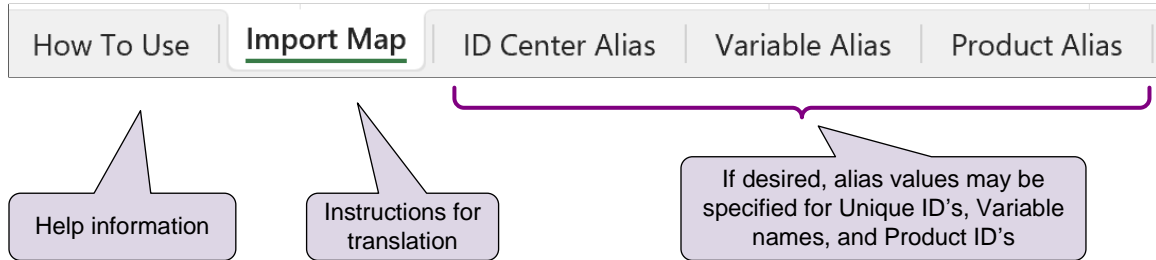 How To Use
Import Map
ID Center Alias
Variable Alias
Product Alias
Help information
Instructions for
translation
If desired, alias values may be
specified for Unique ID's, Variable
names, and Product ID's